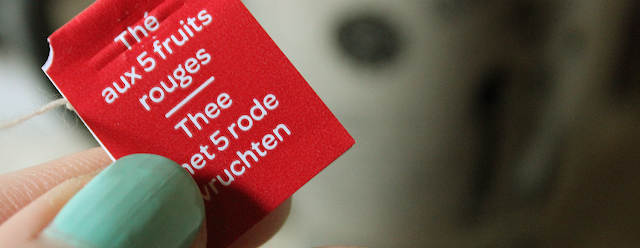 Thé
aux 5 fruits
rouges
Thee
met 5 rode
vruchten